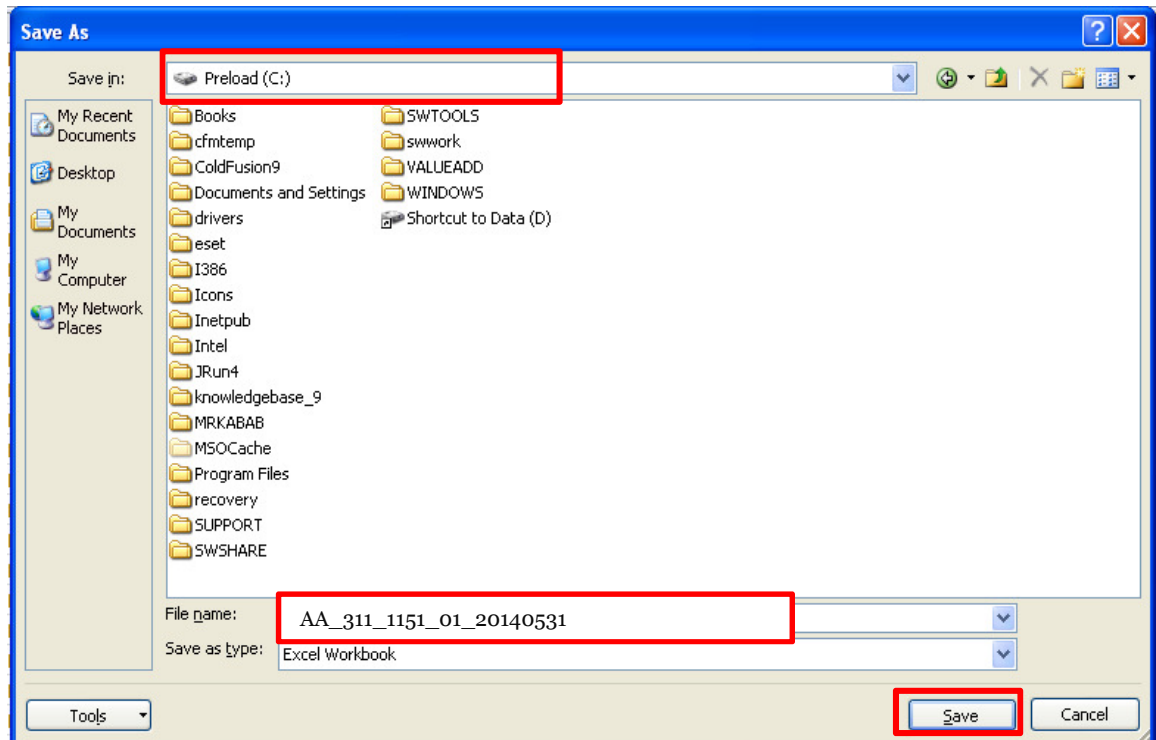 Save As
Save in:
Preload (C:)
My Recent
Documents
Desktop
My
Documents
My
Computer
My Network
Places
Books
cfmtemp
ColdFusion9
Documents and Settings
drivers
eset
I386
Icons
Inetpub
Intel
JRun4
knowledgebase_9
MRKABAB
MSOCache
Program Files
recovery
SUPPORT
SWSHARE
SWTOOLS
swwork
VALUEADD
WINDOWS
Shortcut to Data (D)
File name:
AA_311_1151_01_20140531
Save as type:
Excel Workbook
Tools
Save
Cancel